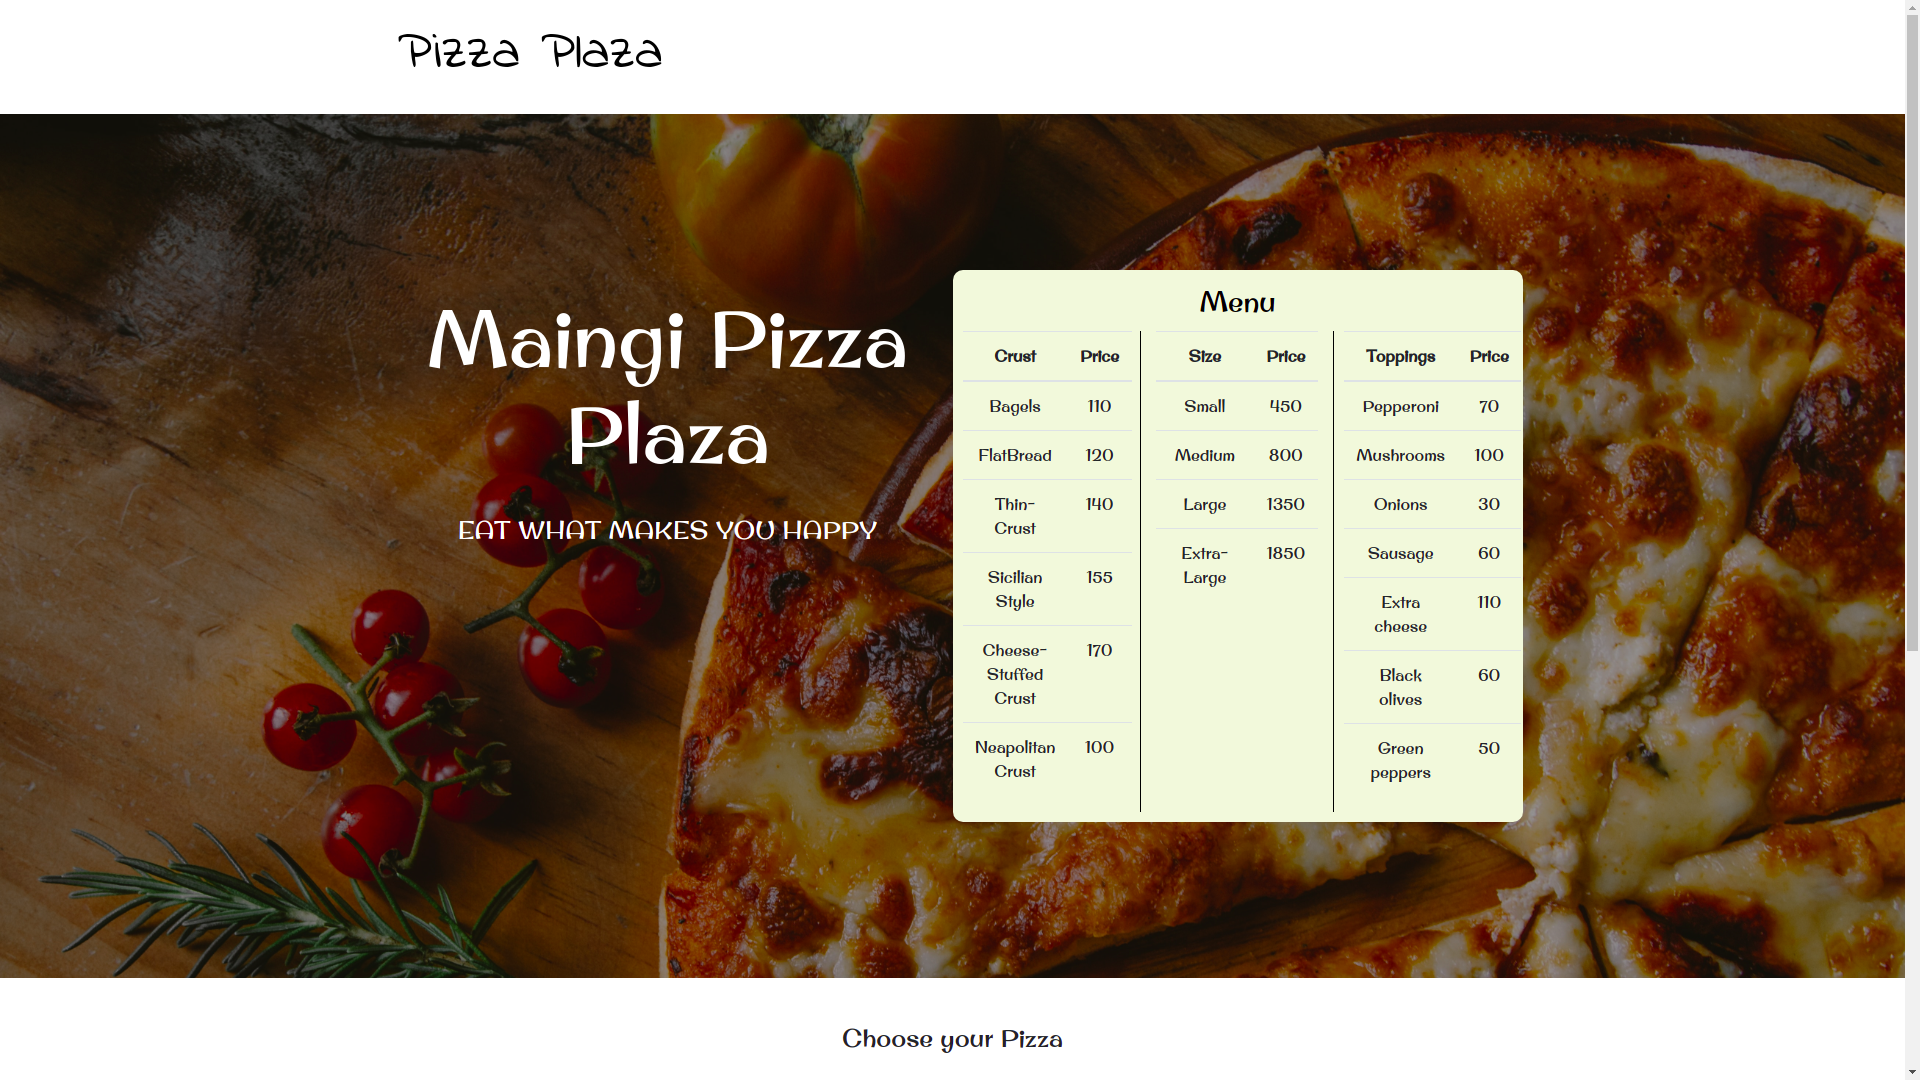 Pizza Plaza
Maingi Pizza
Plaza
EAT WHAT MAKES YOU HAPPY
Menu
Crust Price
Bagels 110
FlatBread 120
Thin- 140
Crust
Sicilian 155
Style
Cheese- 170
Stuffed
Crust
Neapolitan 100
Crust
Size Price
Small 450
Medium 800
Large 1350
Extra- 1850
Large
Toppings Price
Pepperoni 70
Mushrooms 100
Onions 30
Sausage 60
Extra 110
cheese
Black 60
olives
Green 50
peppers
Choose your Pizza